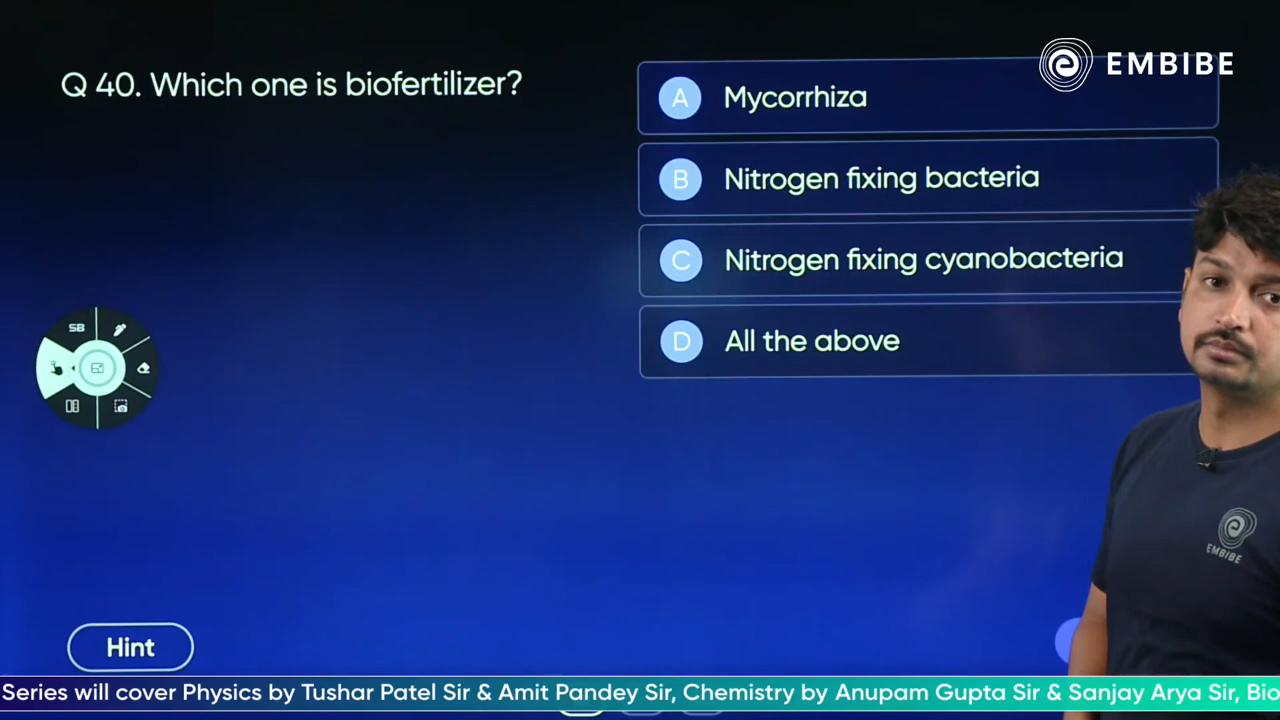 EMBIBE
Q 40. Which one is biofertilizer?
A Mycorrhiza
B Nitrogen fixing bacteria
C Nitrogen fixing cyanobacteria
D All the above
SB
EMBIBE
Hint
Series will cover Physics by Tushar Patel Sir & Amit Pandey Sir, Chemistry by Anupam Gupta Sir & Sanjay Arya Sir, Bio